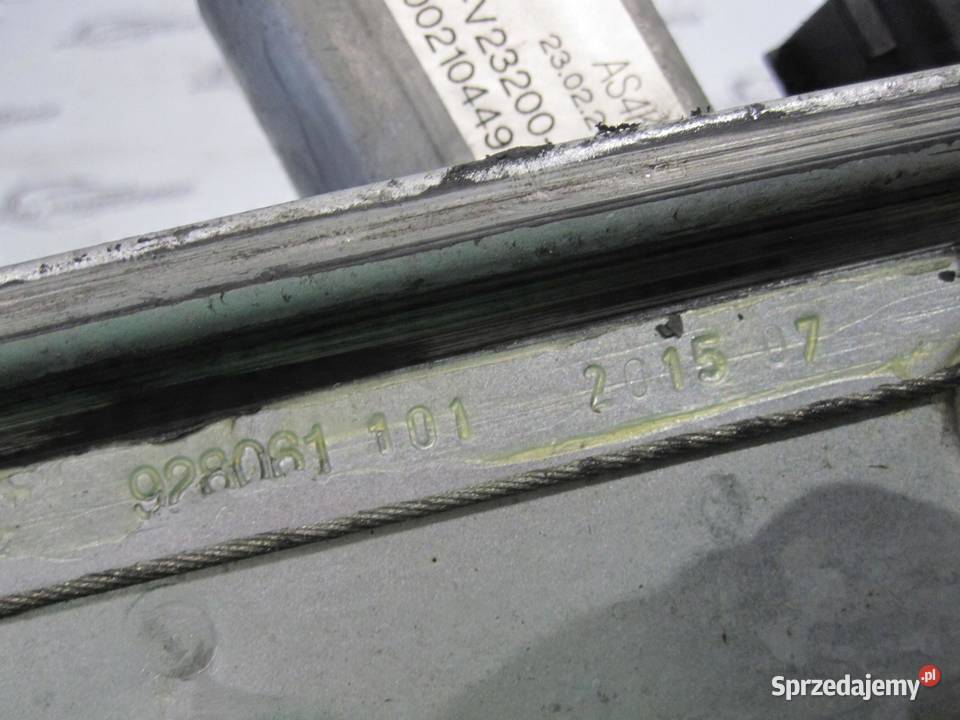 AS4
23.02.2
V23200-
00210449
928061 101 2015 07
Sprzedajemy.pl